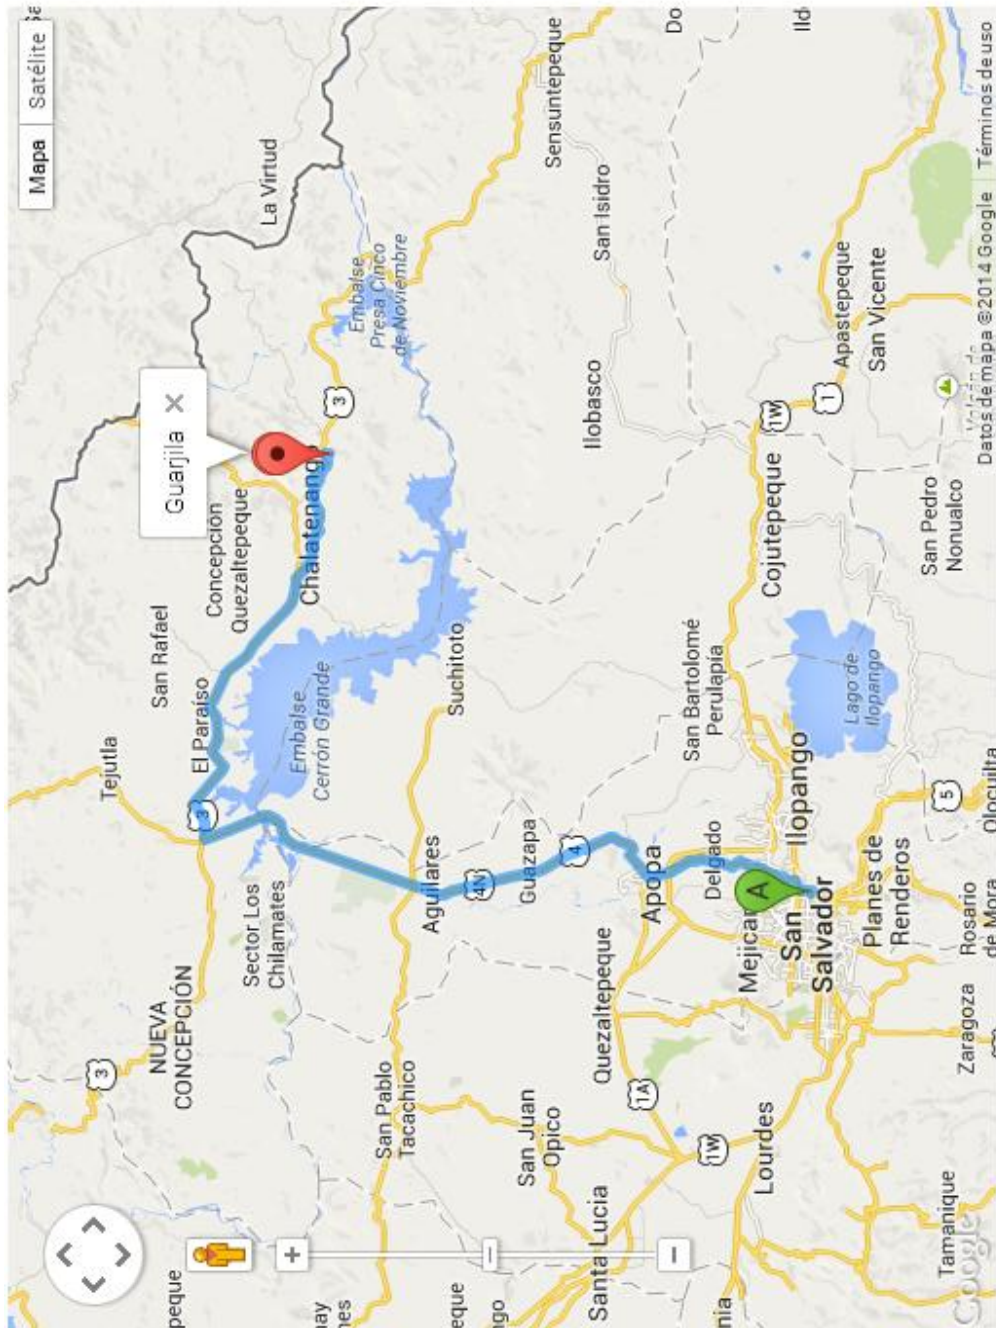 Mapa
Satélite
Guarjila
La Virtud
Tejutla
San Rafael
El Paraíso
Concepción
Quezaltepeque
Chalatenango
NUEVA
CONCEPCIÓN
3
3
3
Sector Los
Chilamates
Embalse
Cerrón Grande
Embalse
Presa Cinco
de Noviembre
Sensuntepeque
San Isidro
Ilobasco
Suchitoto
Aguilares
4N
Guazapa
4
San Pablo
Tacachico
San Juan
Opico
Quezaltepeque
Apopa
Delgado
San Bartolomé
Perulapía
Cojutepeque
1W
1
Apastepeque
San Vicente
1A
1W
Santa Lucia
Lourdes
A
San
Salvador
Ilopango
Lago de
Ilopango
Planes de
Renderos
5
Olocuilta
Rosario
de Mora
San Pedro
Nonualco
Zaragoza
Tamanique
Google
Datos de mapa ©2014 Google
Términos de uso